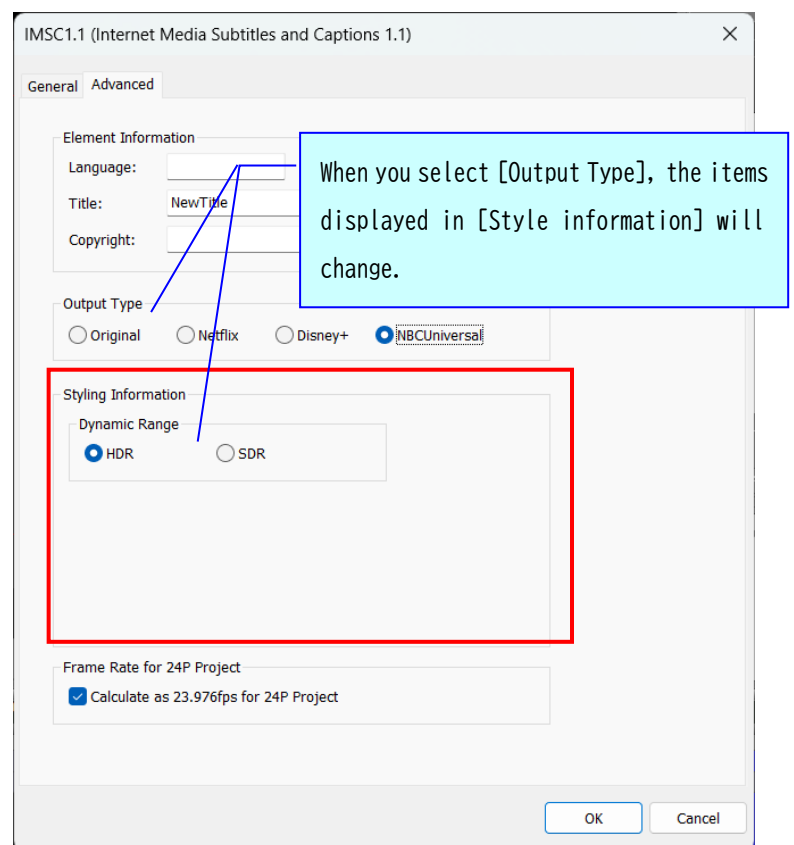 IMSC1.1 (Internet Media Subtitles and Captions 1.1)
General Advanced
Element Information
Language:
Title: NewTitle
Copyright:
When you select [Output Type], the items
displayed in [Style information] will
change.
Output Type
Original Netflix Disney+ NBCUniversal
Styling Information
Dynamic Range
HDR SDR
Frame Rate for 24P Project
Calculate as 23.976fps for 24P Project
OK Cancel